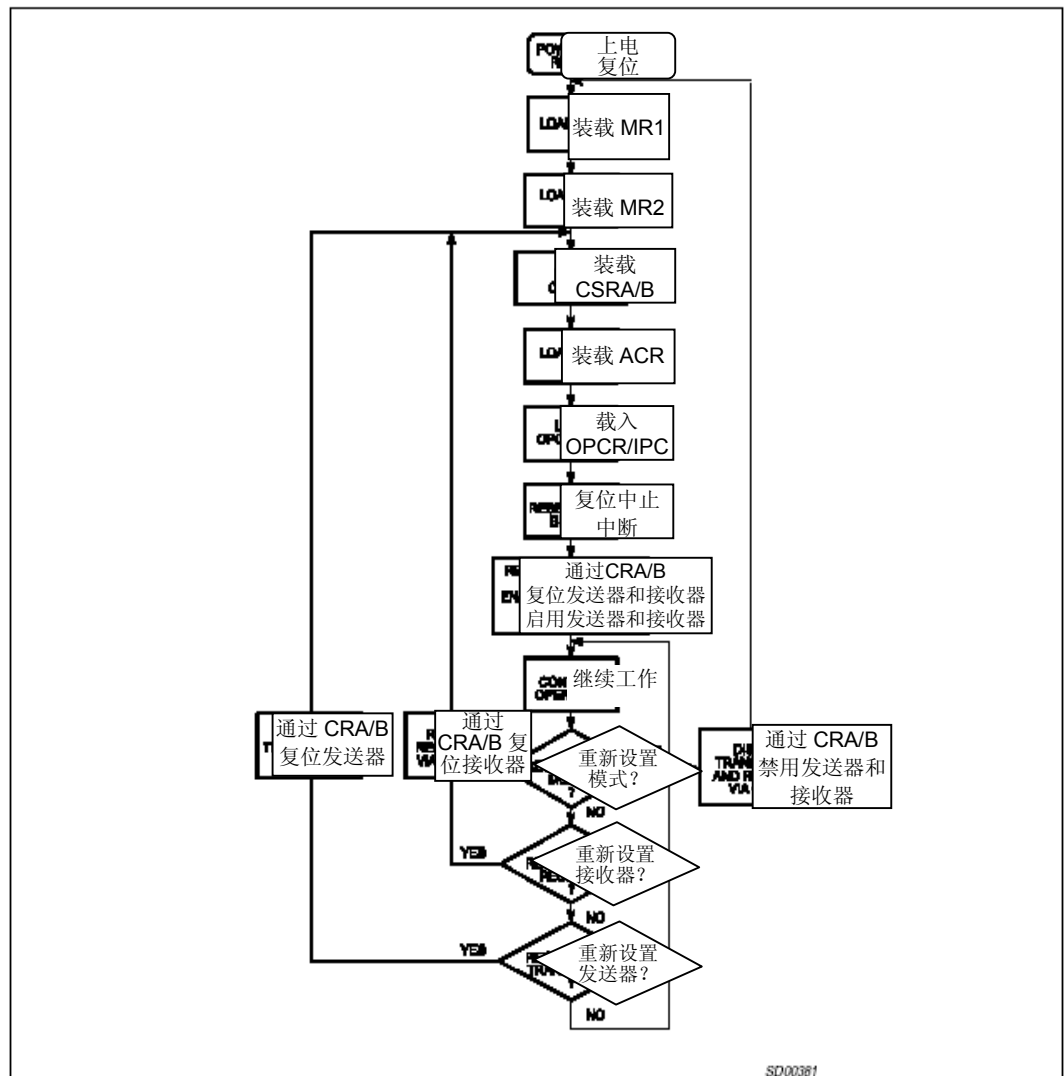 上电
复位
装载 MR1
装载 MR2
装载
CSRA/B
装载 ACR
载入
OPCR/IPC
复位中止
中断
通过CRA/B
复位发送器和接收器
启用发送器和接收器
继续工作
通过 CRA/B
复位发送器
通过
CRA/B 复
位接收器
重新设置
模式?
通过 CRA/B
禁用发送器和
接收器
NO
YES
重新设置
接收器?
NO
YES
重新设置
发送器?
NO
SD00381